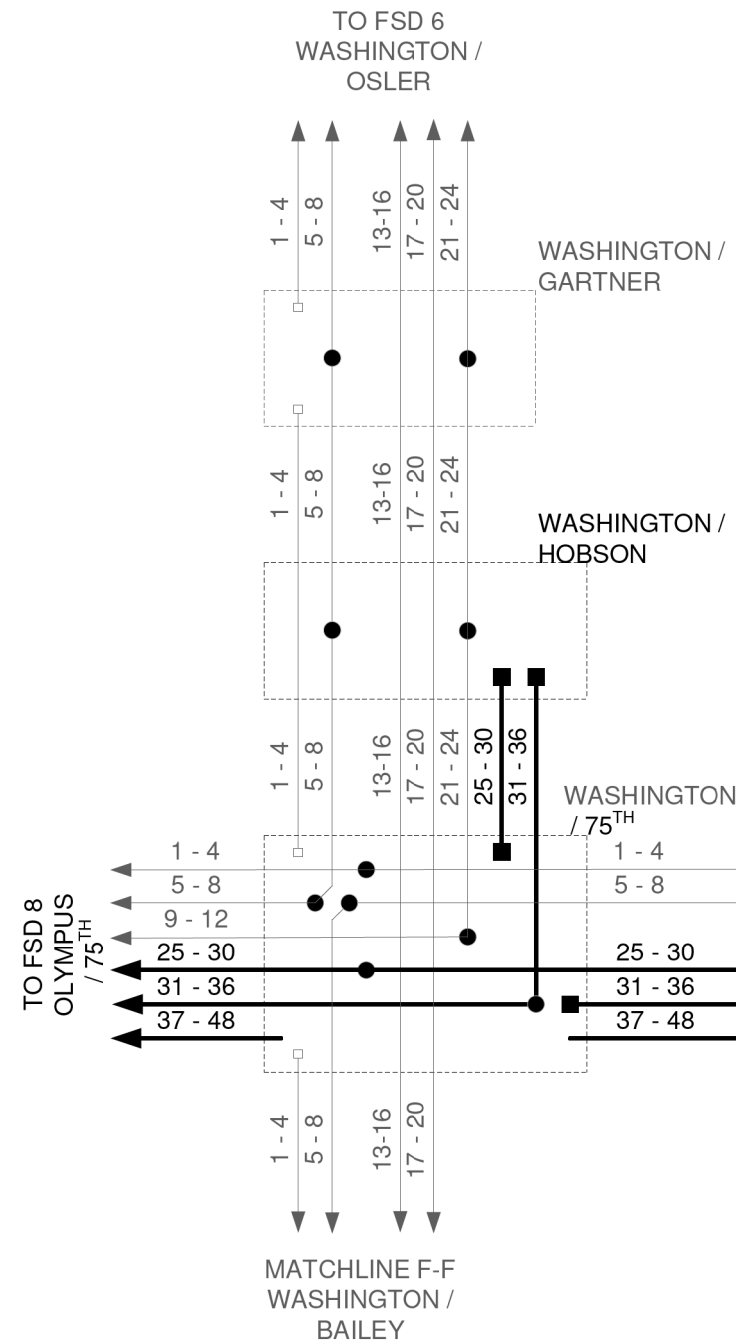 TO FSD 6
WASHINGTON /
OSLER
1 - 4
5 - 8
13-16
17 - 20
21 - 24
WASHINGTON /
GARTNER
1 - 4
5 - 8
13-16
17 - 20
21 - 24
WASHINGTON /
HOBSON
1 - 4
5 - 8
13-16
17 - 20
21 - 24
25 - 30
31 - 36
WASHINGTON
/ 75TH
1 - 4
1 - 4
5 - 8
5 - 8
9 - 12
TO FSD 8
OLYMPUS
/ 75TH
25 - 30
25 - 30
31 - 36
31 - 36
37 - 48
37 - 48
1 - 4
5 - 8
13-16
17 - 20
MATCHLINE F-F
WASHINGTON /
BAILEY